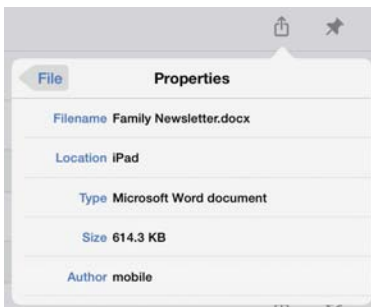 File Properties
Filename Family Newsletter.docx
Location iPad
Type Microsoft Word document
Size 614.3 KB
Author mobile